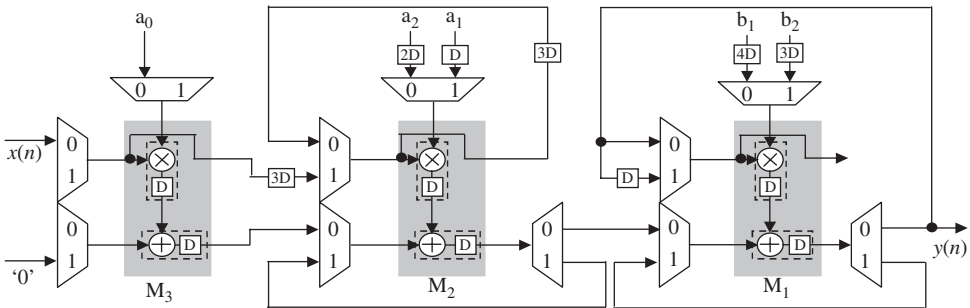 a0 a2 a1 b1 b2
2D D 3D 4D 3D
0 1 0 1 0 1
x(n) 0 0 0
1 3D 1 D 1
D D D
0 0 0 0 0
D D D
'0' 1 1 1 1 1 y(n)
M3 M2 M1